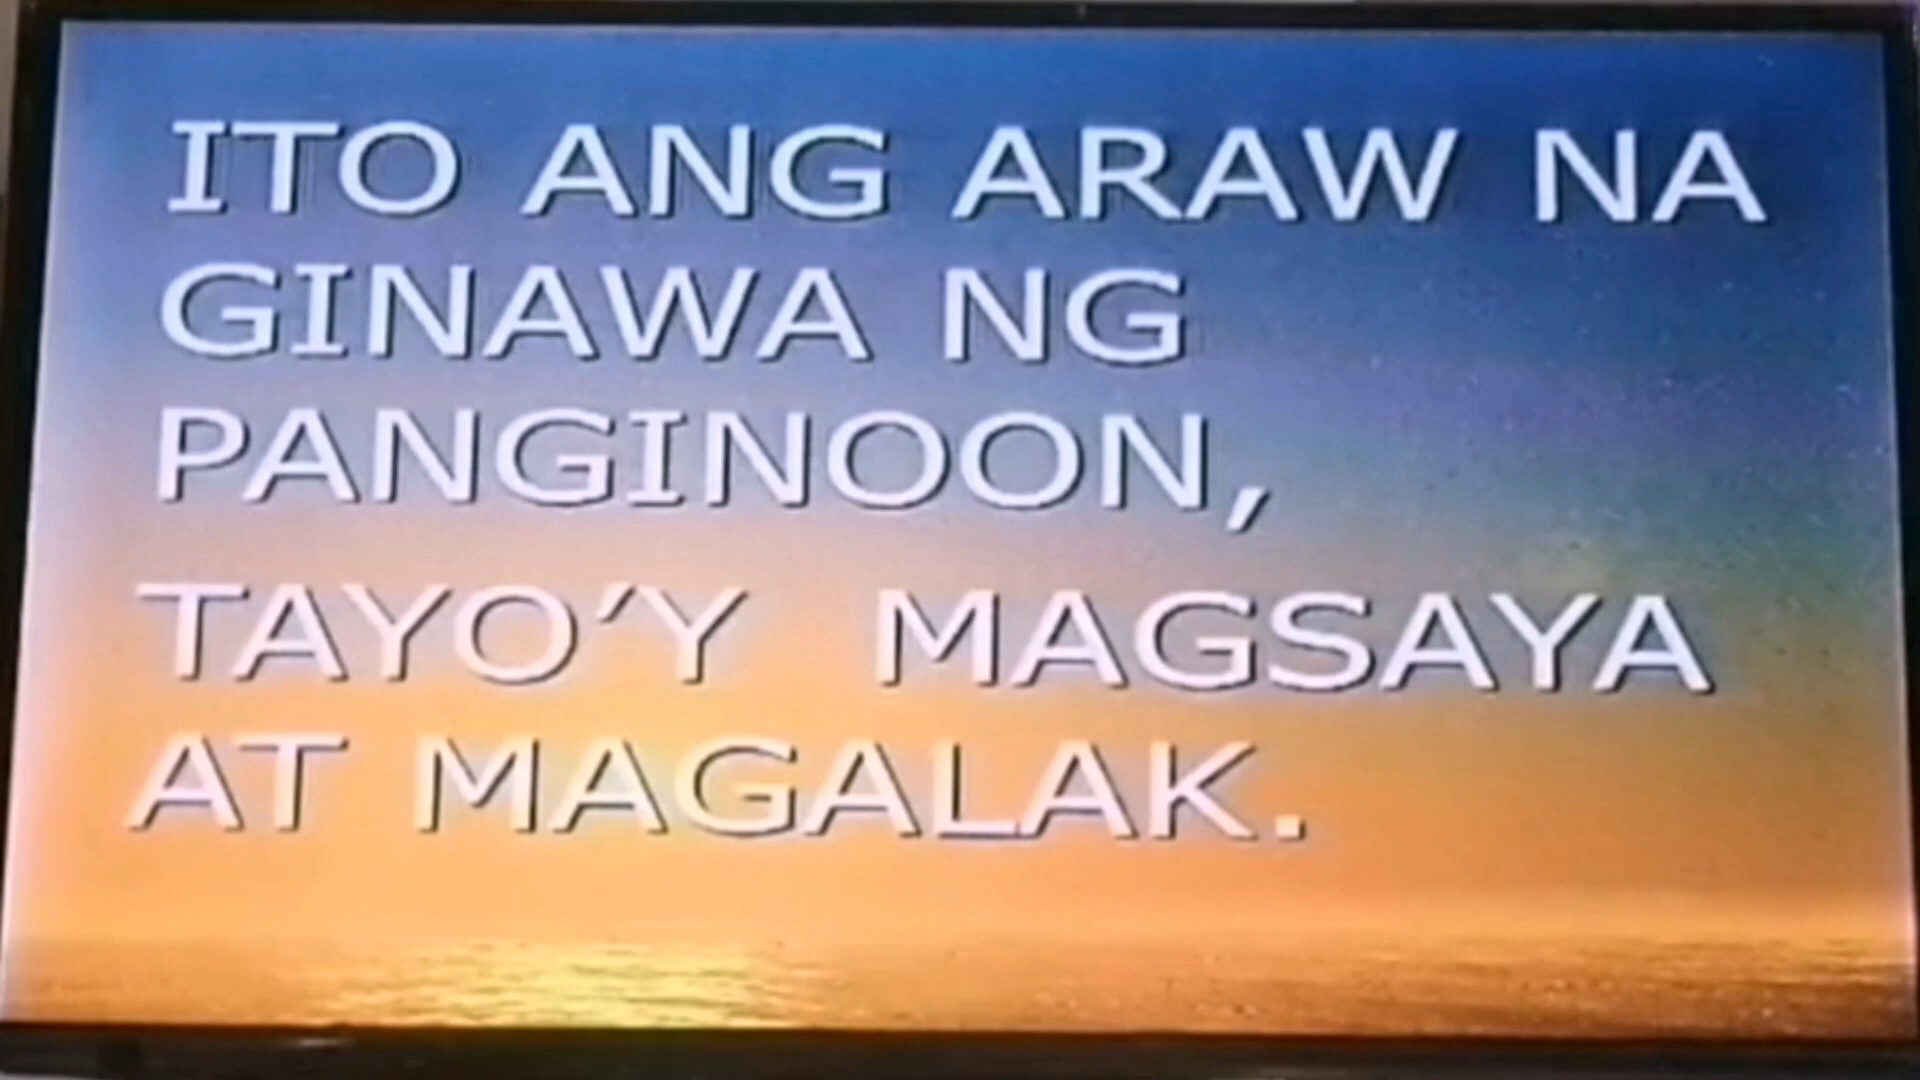 ITO ANG ARAW NA
GINAWA NG
PANGINOON,
TAYO'Y MAGSAYA
AT MAGALAK.